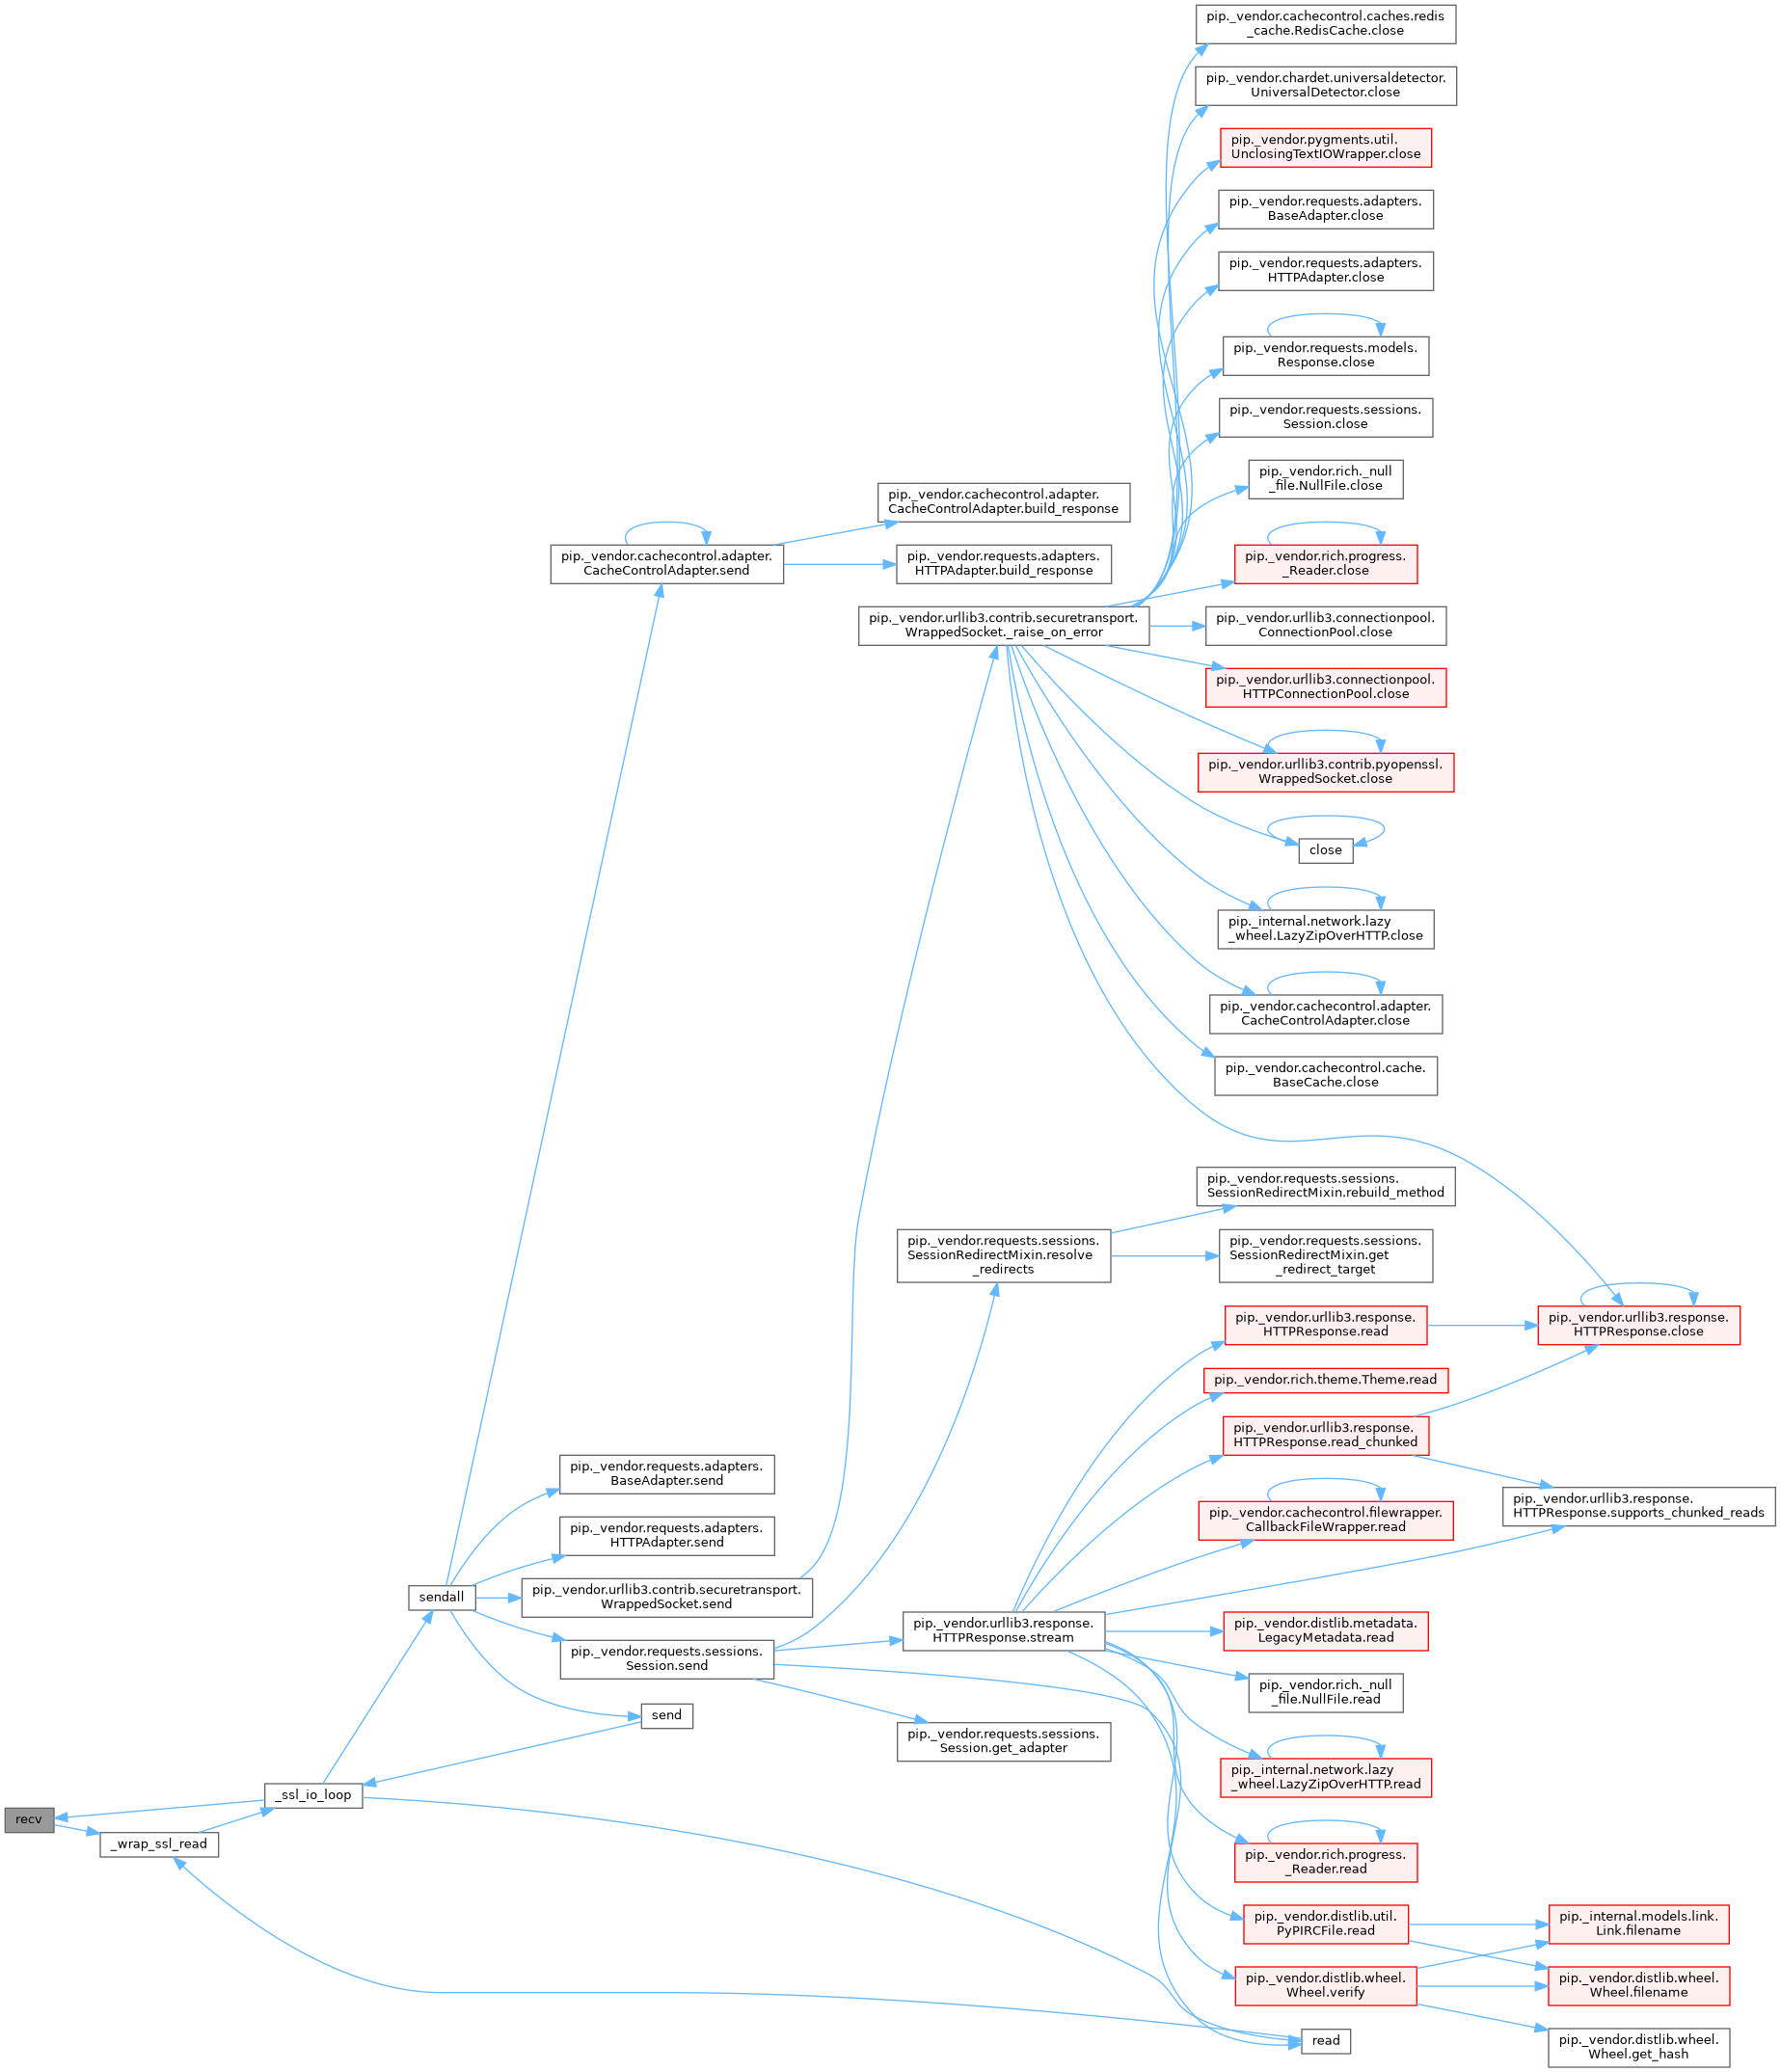 pip._vendor.cachecontrol.caches.redis
_cache.RedisCache.close
pip._vendor.chardet.universaldetector.
UniversalDetector.close
pip._vendor.pygments.util.
UnclosingTextIOWrapper.close
pip._vendor.requests.adapters.
BaseAdapter.close
pip._vendor.requests.adapters.
HTTPAdapter.close
pip._vendor.requests.models.
Response.close
pip._vendor.requests.sessions.
Session.close
pip._vendor.rich._null
_file.NullFile.close
pip._vendor.cachecontrol.adapter.
CacheControlAdapter.build_response
pip._vendor.cachecontrol.adapter.
CacheControlAdapter.send
pip._vendor.requests.adapters.
HTTPAdapter.build_response
pip._vendor.rich.progress.
_Reader.close
pip._vendor.urllib3.contrib.securetransport.
WrappedSocket._raise_on_error
pip._vendor.urllib3.connectionpool.
ConnectionPool.close
pip._vendor.urllib3.connectionpool.
HTTPConnectionPool.close
pip._vendor.urllib3.contrib.pyopenssl.
WrappedSocket.close
close
pip._internal.network.lazy
_wheel.LazyZipOverHTTP.close
pip._vendor.cachecontrol.adapter.
CacheControlAdapter.close
pip._vendor.cachecontrol.cache.
BaseCache.close
pip._vendor.requests.sessions.
SessionRedirectMixin.rebuild_method
pip._vendor.requests.sessions.
SessionRedirectMixin.resolve
_redirects
pip._vendor.requests.sessions.
SessionRedirectMixin.get
_redirect_target
pip._vendor.urllib3.response.
HTTPResponse.read
pip._vendor.urllib3.response.
HTTPResponse.close
pip._vendor.rich.theme.Theme.read
pip._vendor.urllib3.response.
HTTPResponse.read_chunked
pip._vendor.requests.adapters.
BaseAdapter.send
pip._vendor.cachecontrol.filewrapper.
CallbackFileWrapper.read
pip._vendor.urllib3.response.
HTTPResponse.supports_chunked_reads
pip._vendor.requests.adapters.
HTTPAdapter.send
sendall
pip._vendor.urllib3.contrib.securetransport.
WrappedSocket.send
pip._vendor.urllib3.response.
HTTPResponse.stream
pip._vendor.distlib.metadata.
LegacyMetadata.read
pip._vendor.requests.sessions.
Session.send
pip._vendor.rich._null
_file.NullFile.read
send
pip._vendor.requests.sessions.
Session.get_adapter
pip._internal.network.lazy
_wheel.LazyZipOverHTTP.read
_ssl_io_loop
recv
_wrap_ssl_read
pip._vendor.rich.progress.
_Reader.read
pip._vendor.distlib.util.
PyPIRCFile.read
pip._internal.models.link.
Link.filename
pip._vendor.distlib.wheel.
Wheel.verify
pip._vendor.distlib.wheel.
Wheel.filename
read
pip._vendor.distlib.wheel.
Wheel.get_hash